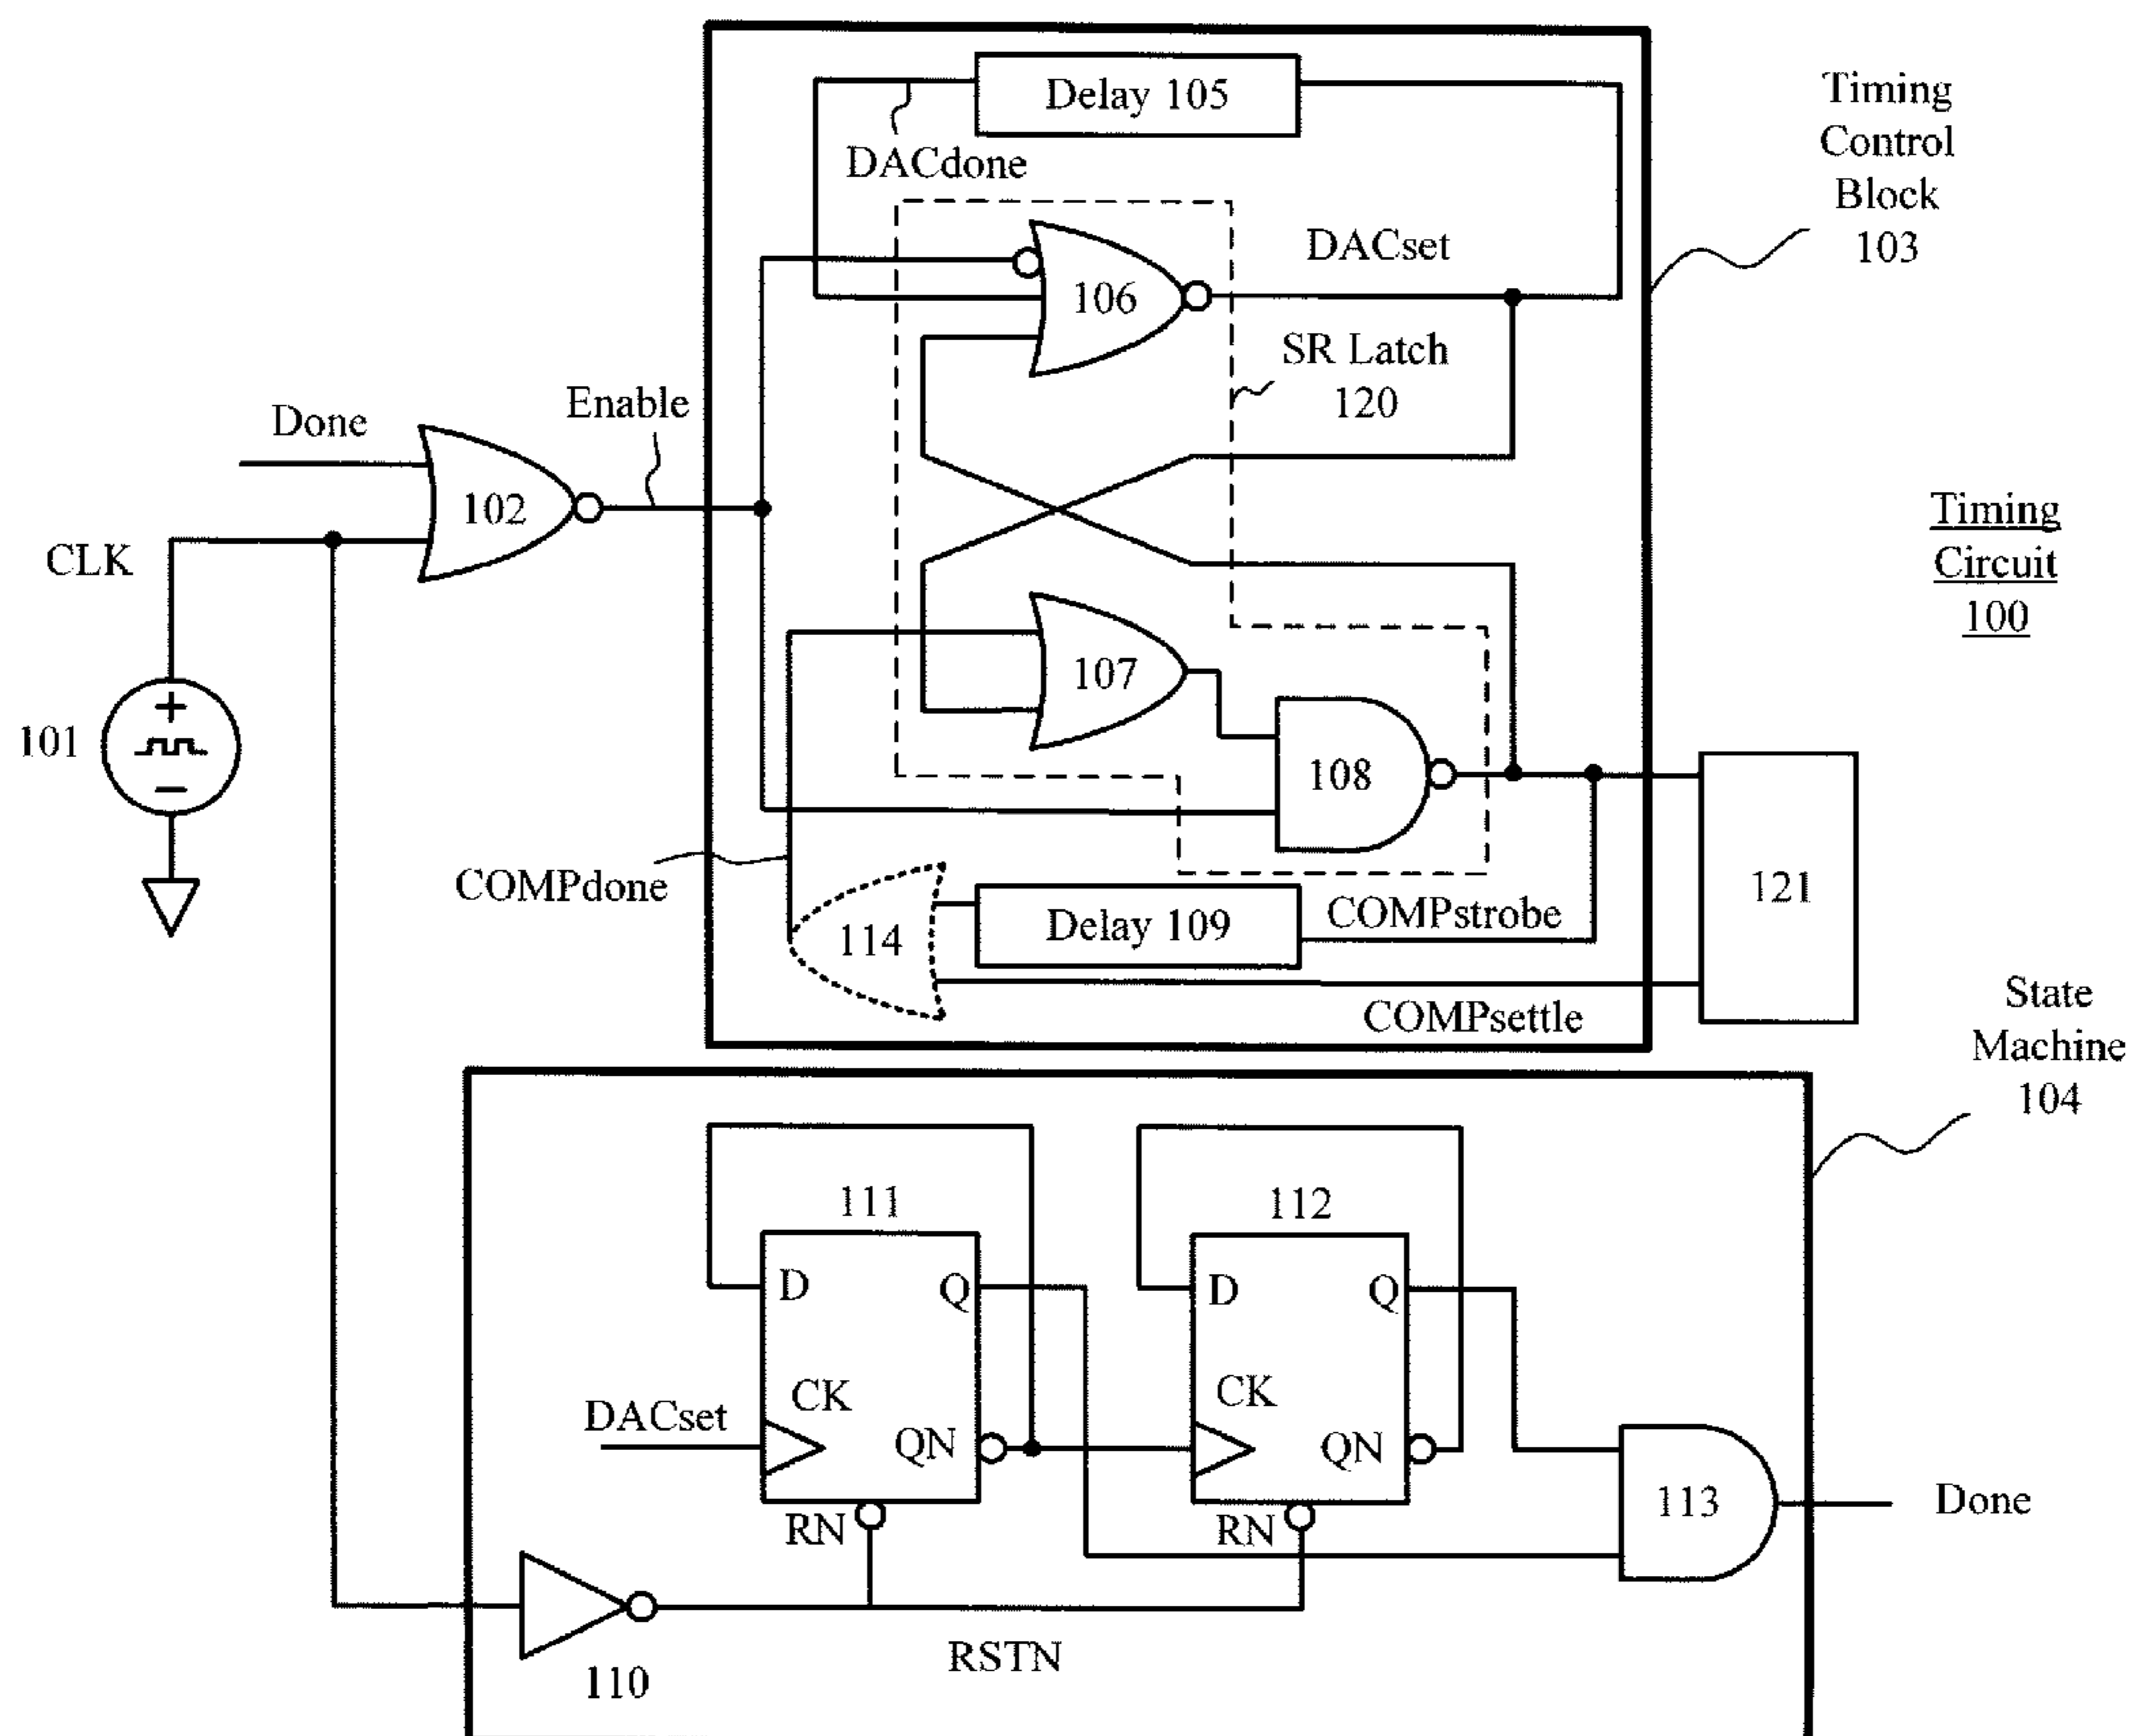 Delay 105
DACdone
Timing
Control
Block
103
106
DACset
SR Latch
120
Done
Enable
102
CLK
Timing
Circuit
100
107
101
+
−
108
COMPdone
114
Delay 109
COMPstrobe
121
COMPsettle
State
Machine
104
111
112
D
Q
D
Q
CK
CK
DACset
QN
QN
RN
RN
113
Done
RSTN
110